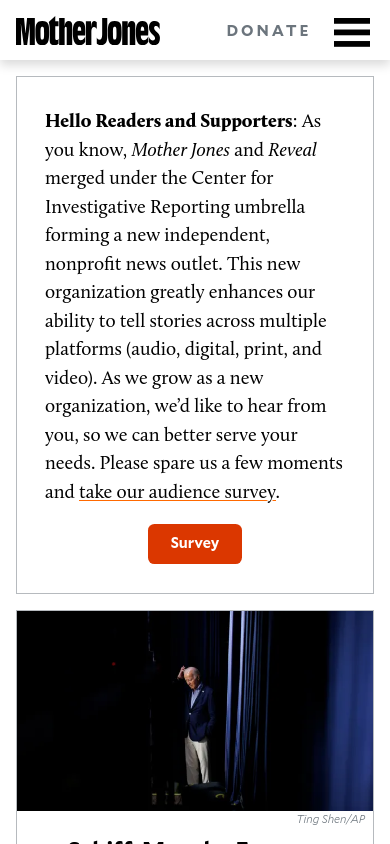 Mother Jones
DONATE
Hello Readers and Supporters: As
you know, Mother Jones and Reveal
merged under the Center for
Investigative Reporting umbrella
forming a new independent,
nonprofit news outlet. This new
organization greatly enhances our
ability to tell stories across multiple
platforms (audio, digital, print, and
video). As we grow as a new
organization, we’d like to hear from
you, so we can better serve your
needs. Please spare us a few moments
and take our audience survey.
Survey
Ting Shen/AP